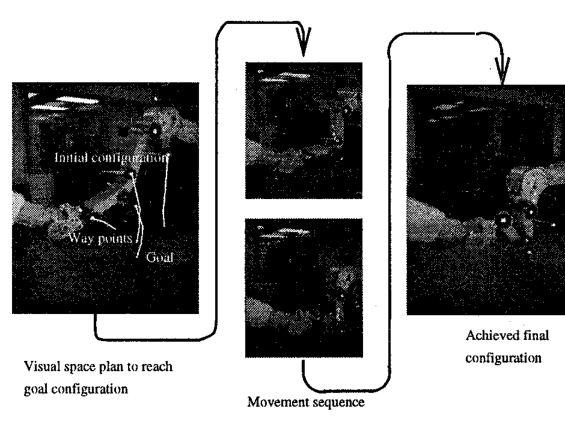 Initial configuration
Way points
Goal
Visual space plan to reach
goal configuration
Movement sequence
Achieved final
configuration